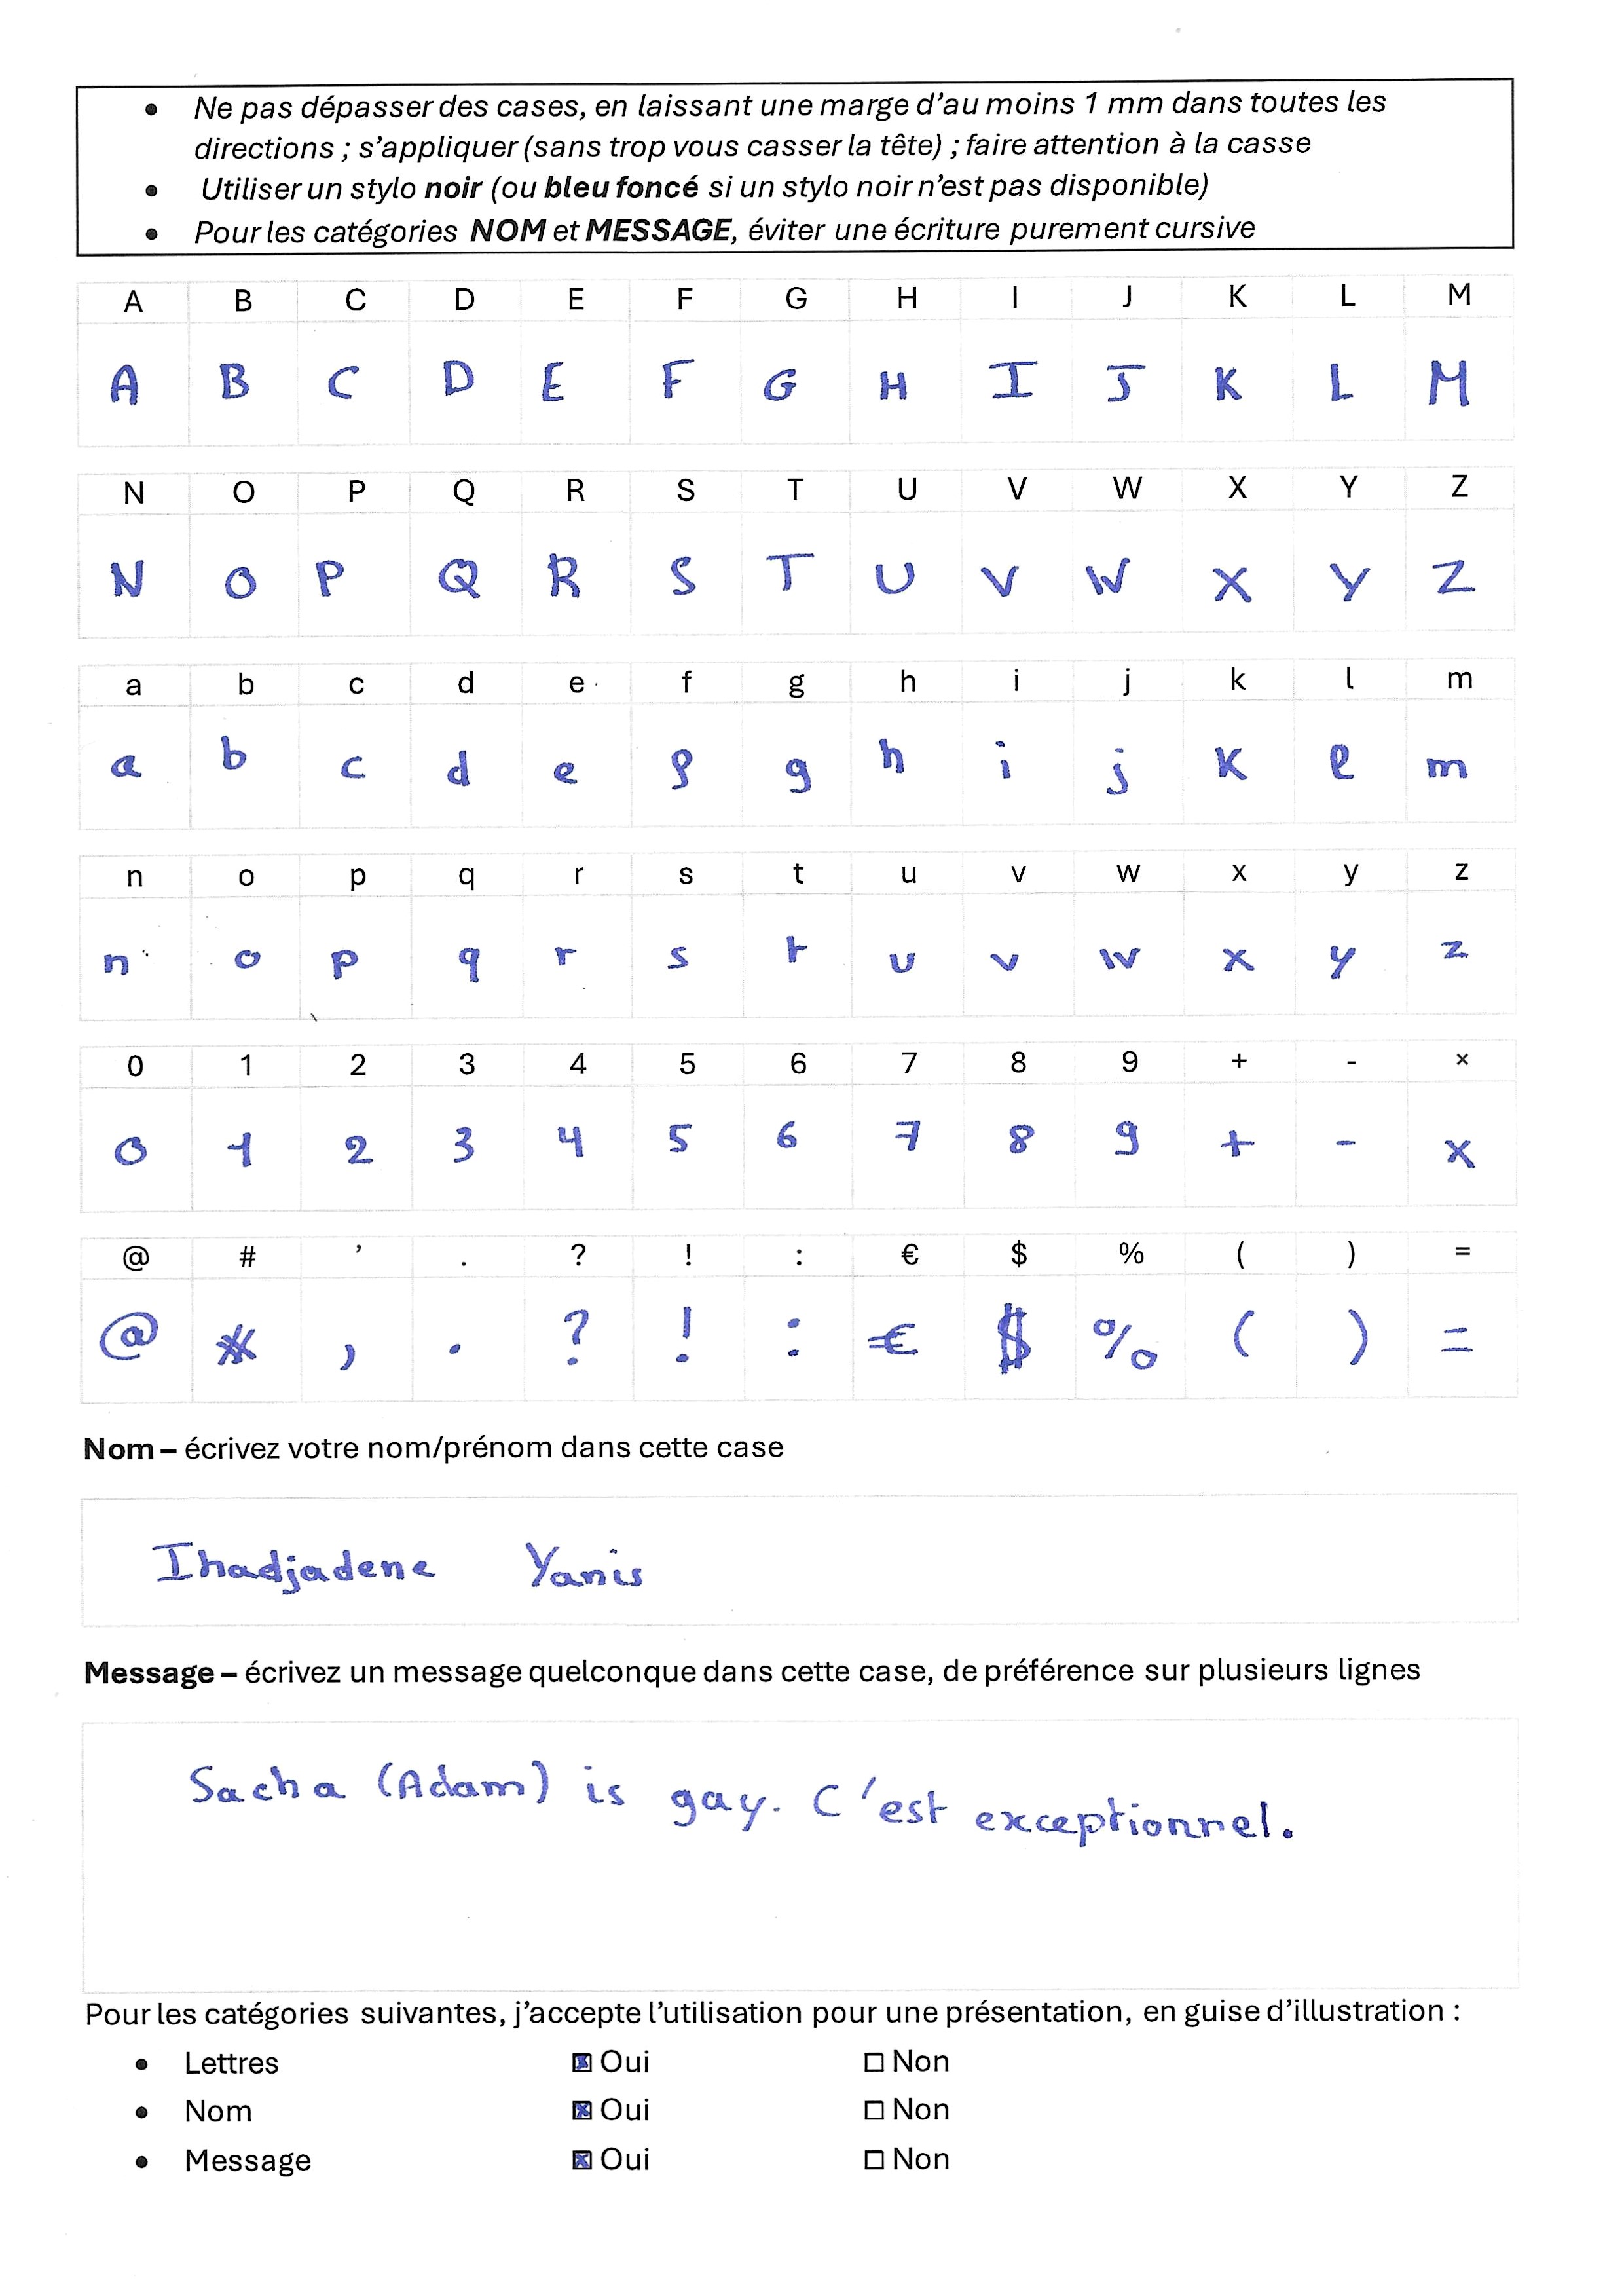 • Ne pas dépasser des cases, en laissant une marge d'au moins 1 mm dans toutes les
directions ; s'appliquer (sans trop vous casser la tête) ; faire attention à la casse
• Utiliser un stylo noir (ou bleu foncé si un stylo noir n'est pas disponible)
• Pour les catégories NOM et MESSAGE, éviter une écriture purement cursive
A B C D E F G H I J K L M
A B C D E F G H I J K L M
N O P Q R S T U V W X Y Z
N O P Q R S T U V W X Y Z
a b c d e f g h i j k l m
a b c d e f g h i j k l m
n o p q r s t u v w x y z
n o p q r s t u v w x y z
0 1 2 3 4 5 6 7 8 9 + - ×
0 1 2 3 4 5 6 7 8 9 + - ×
@ # ’ . ? ! : € $ % ( ) =
@ # , . ? ! : € $ % ( ) =
Nom – écrivez votre nom/prénom dans cette case
Ihadjadene Yanis
Message – écrivez un message quelconque dans cette case, de préférence sur plusieurs lignes
Sacha (Adam) is gay. C'est exceptionnel.
Pour les catégories suivantes, j'accepte l'utilisation pour une présentation, en guise d'illustration :
• Lettres ☒ Oui ☐ Non
• Nom ☒ Oui ☐ Non
• Message ☒ Oui ☐ Non